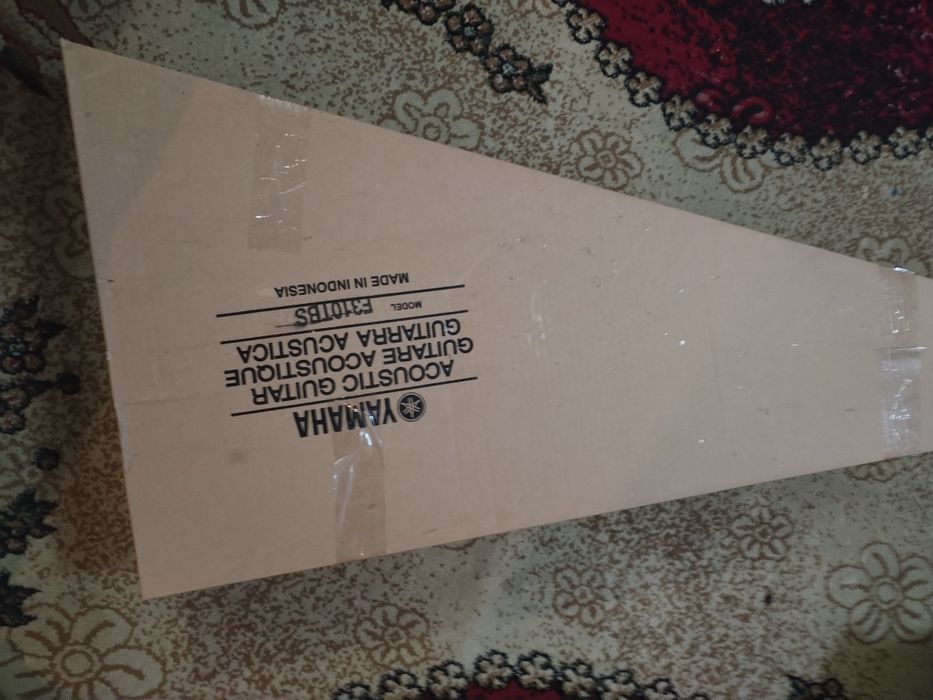 YAMAHA
ACOUSTIC GUITAR
GUITARE ACOUSTIQUE
GUITARRA ACUSTICA
MODEL F310TBS
MADE IN INDONESIA